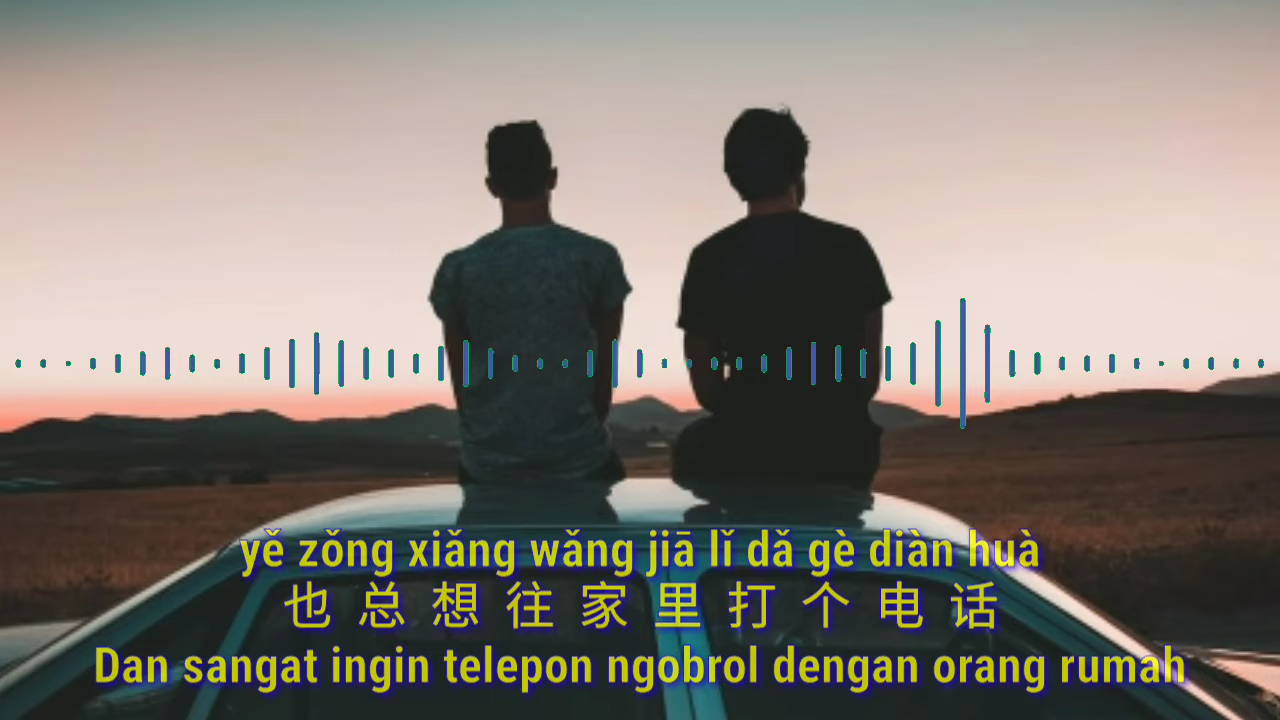 yě zǒng xiǎng wǎng jiā lǐ dǎ gè diàn huà
也总想往家里打个电话
Dan sangat ingin telepon ngobrol dengan orang rumah